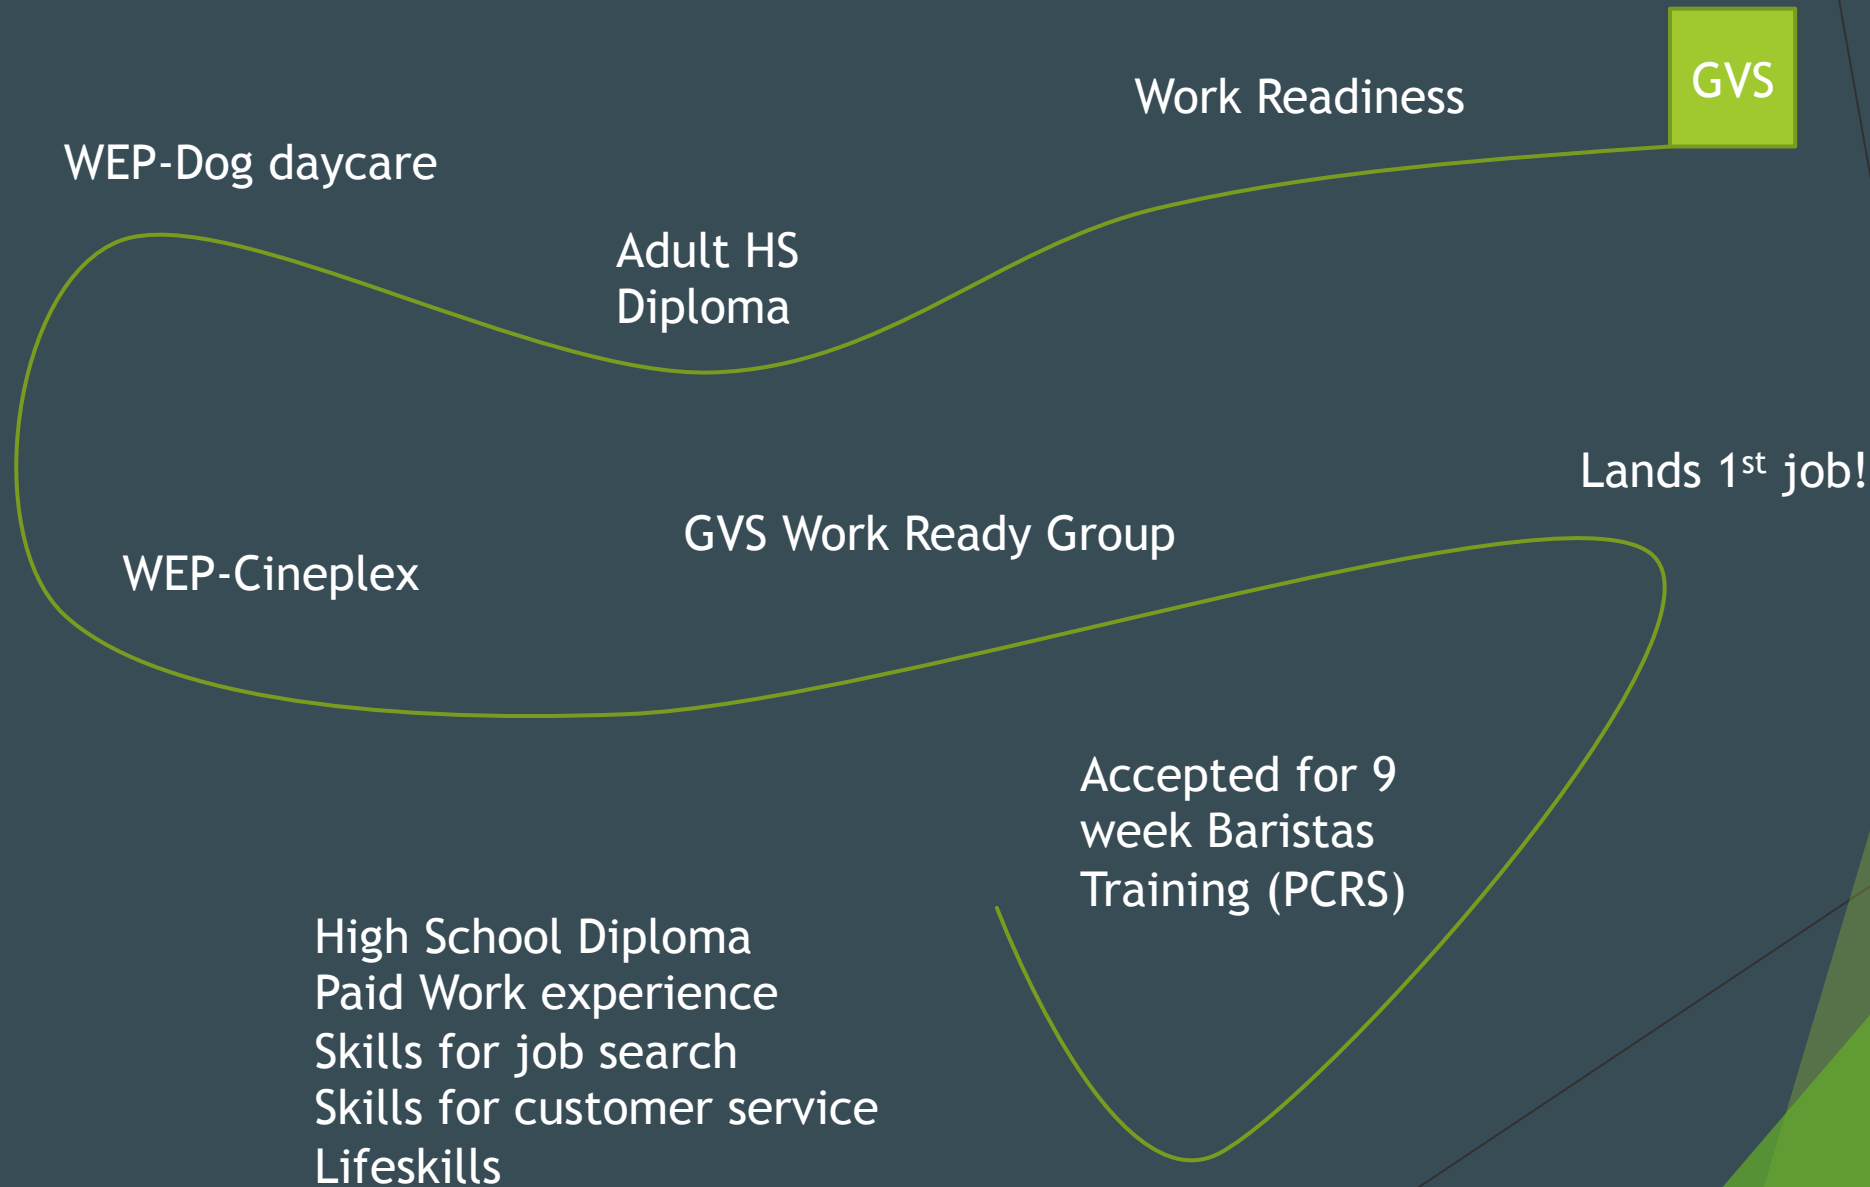 GVS
Work Readiness
WEP-Dog daycare
Adult HS
Diploma
Lands 1st job!
GVS Work Ready Group
WEP-Cineplex
Accepted for 9
week Baristas
Training (PCRS)
High School Diploma
Paid Work experience
Skills for job search
Skills for customer service
Lifeskills